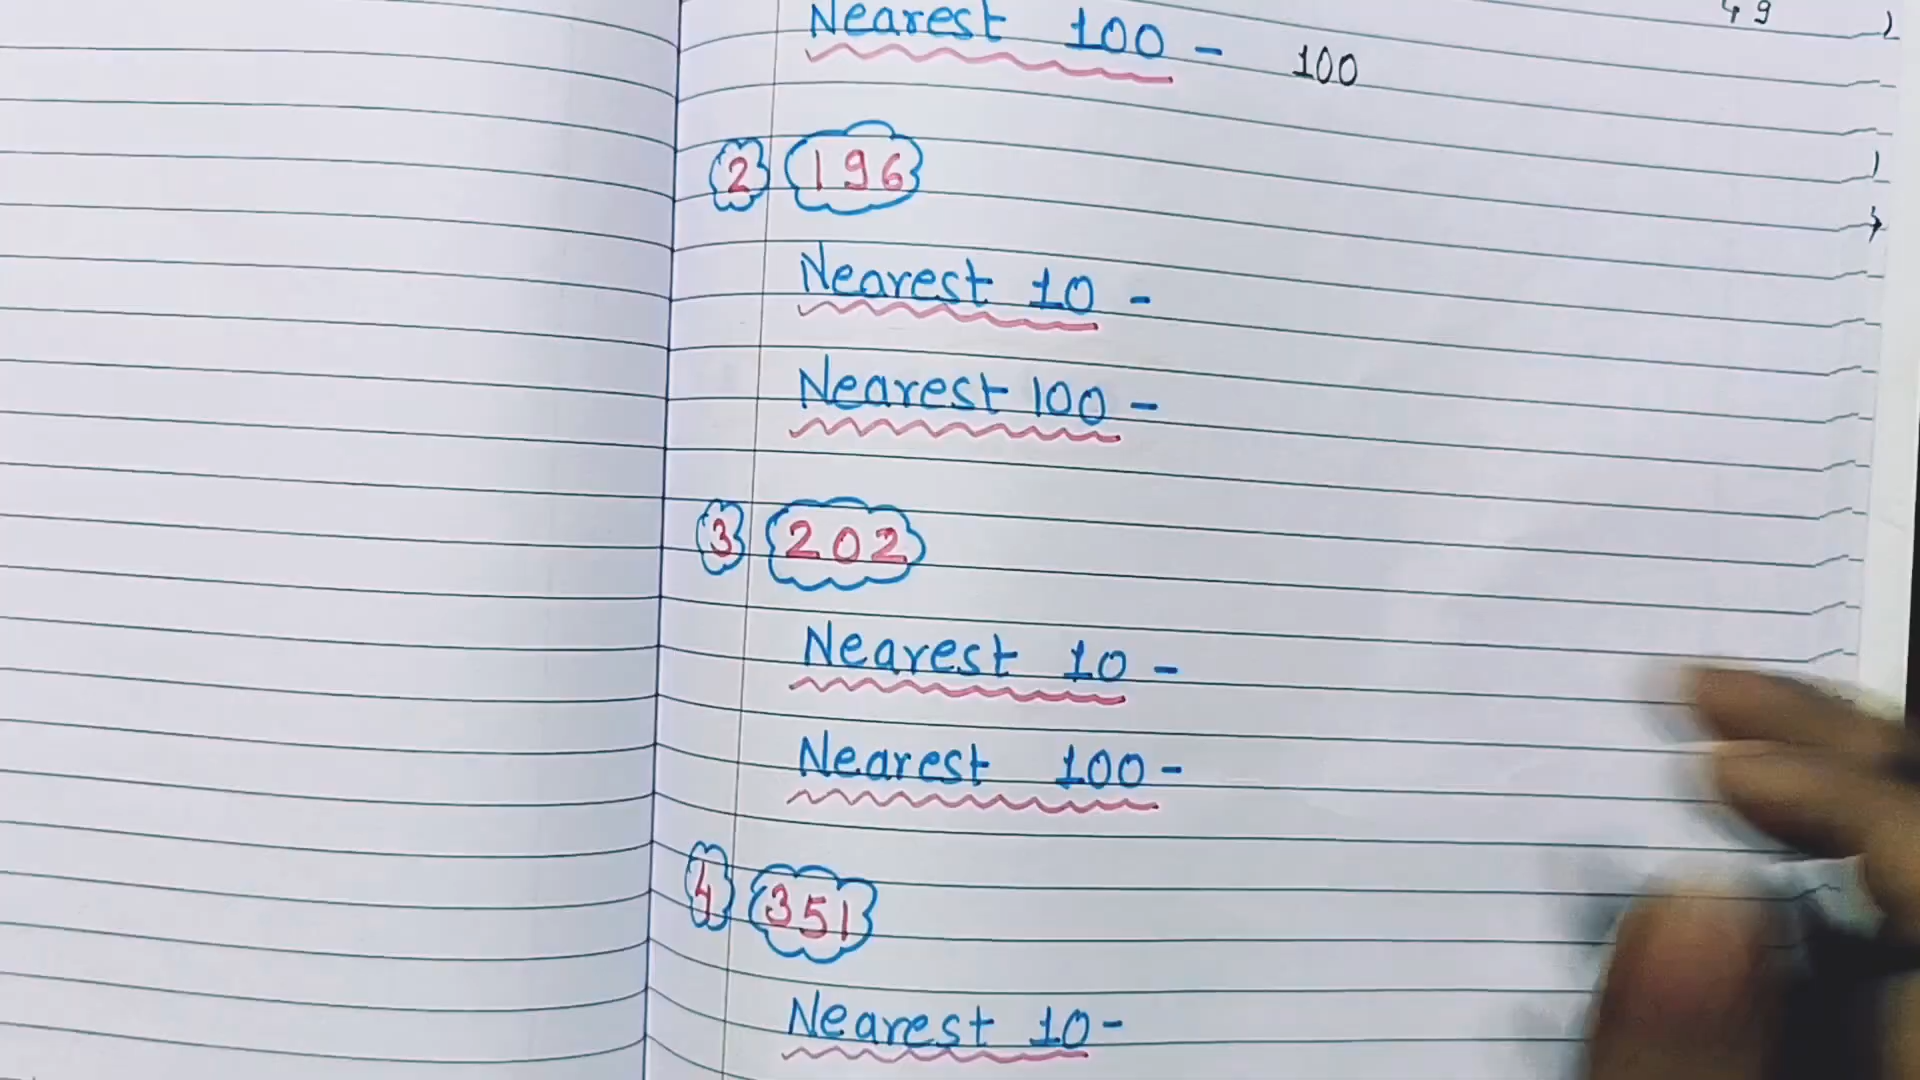 49
Nearest 100 - 100
2 196
Nearest 10 -
Nearest 100 -
3 202
Nearest 10 -
Nearest 100 -
4 351
Nearest 10 -